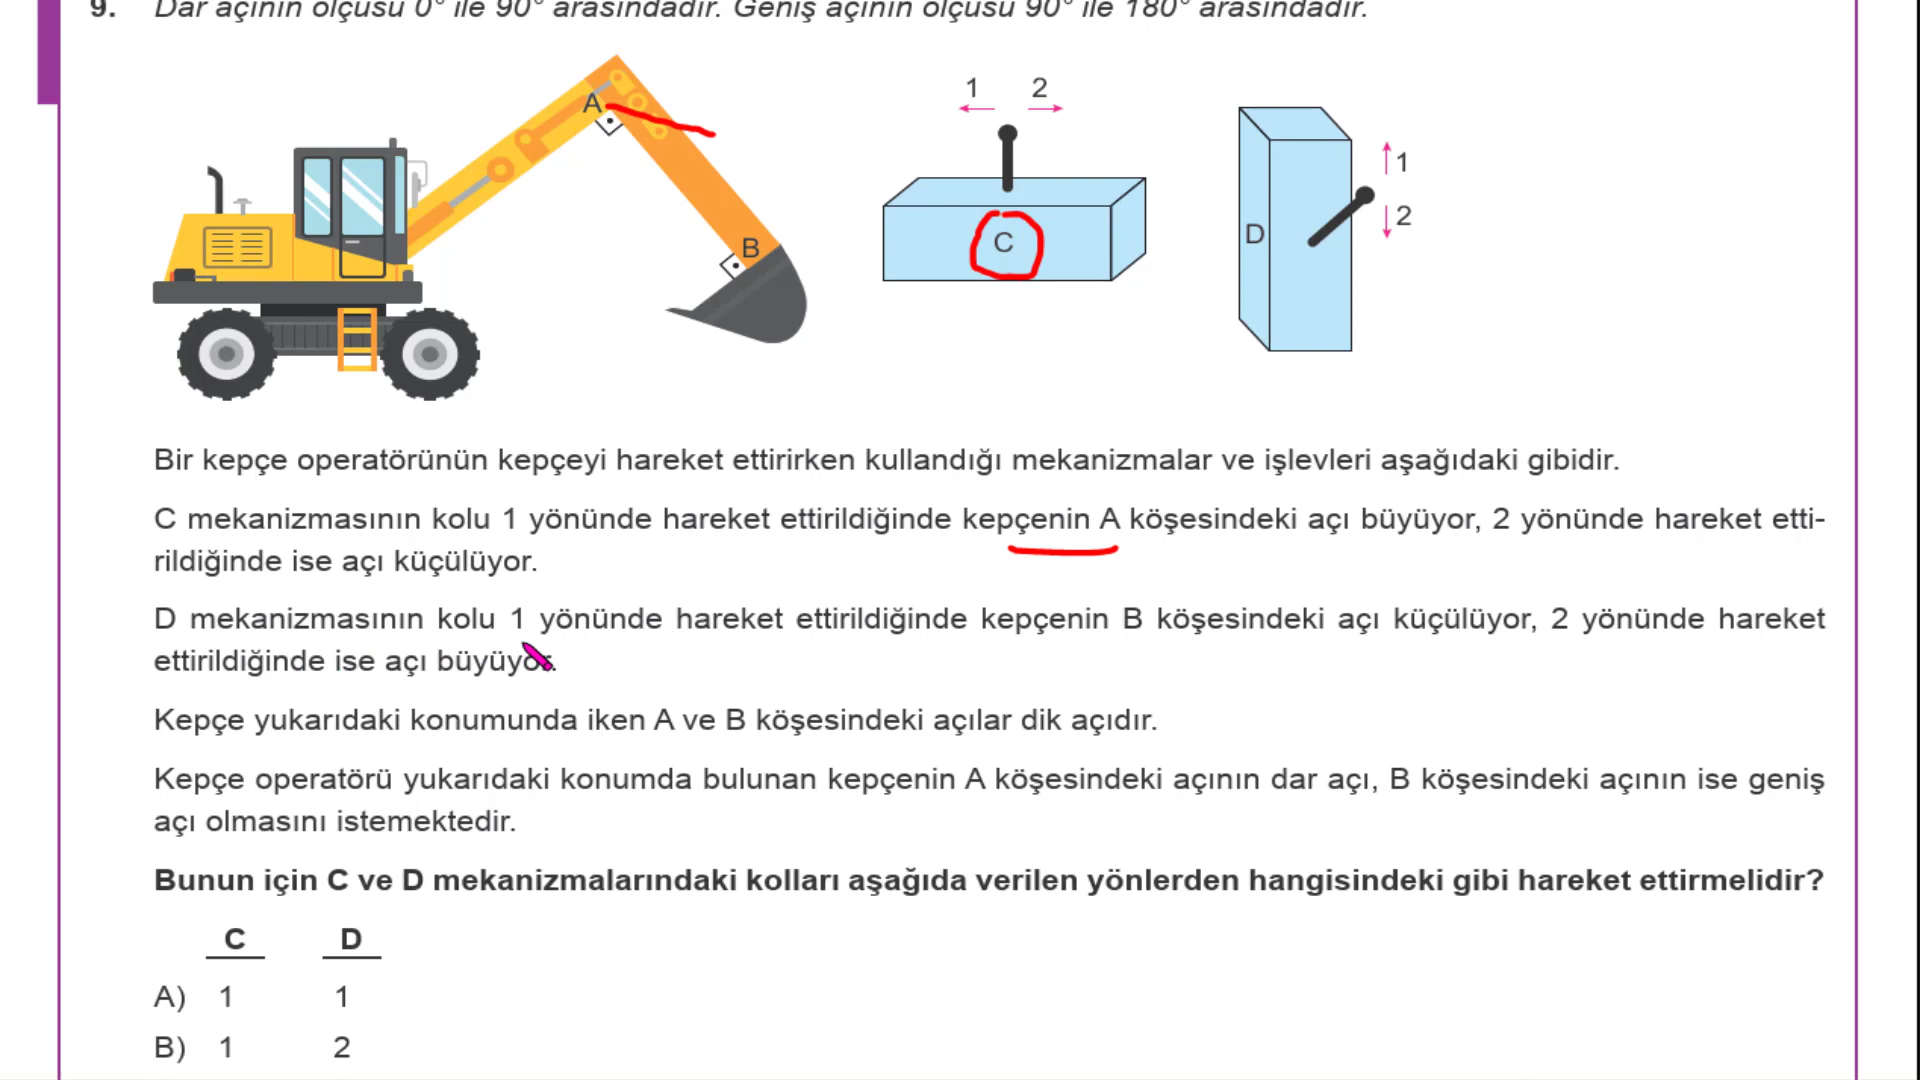 9. Dar açının ölçüsü 0° ile 90° arasındadır. Geniş açının ölçüsü 90° ile 180° arasındadır.
A
B
1 2
C
D
1
2
Bir kepçe operatörünün kepçeyi hareket ettirirken kullandığı mekanizmalar ve işlevleri aşağıdaki gibidir.
C mekanizmasının kolu 1 yönünde hareket ettirildiğinde kepçenin A köşesindeki açı büyüyor, 2 yönünde hareket etti-
rildiğinde ise açı küçülüyor.
D mekanizmasının kolu 1 yönünde hareket ettirildiğinde kepçenin B köşesindeki açı küçülüyor, 2 yönünde hareket
ettirildiğinde ise açı büyüyor.
Kepçe yukarıdaki konumunda iken A ve B köşesindeki açılar dik açıdır.
Kepçe operatörü yukarıdaki konumda bulunan kepçenin A köşesindeki açının dar açı, B köşesindeki açının ise geniş
açı olmasını istemektedir.
Bunun için C ve D mekanizmalarındaki kolları aşağıda verilen yönlerden hangisindeki gibi hareket ettirmelidir?
C D
A) 1 1
B) 1 2